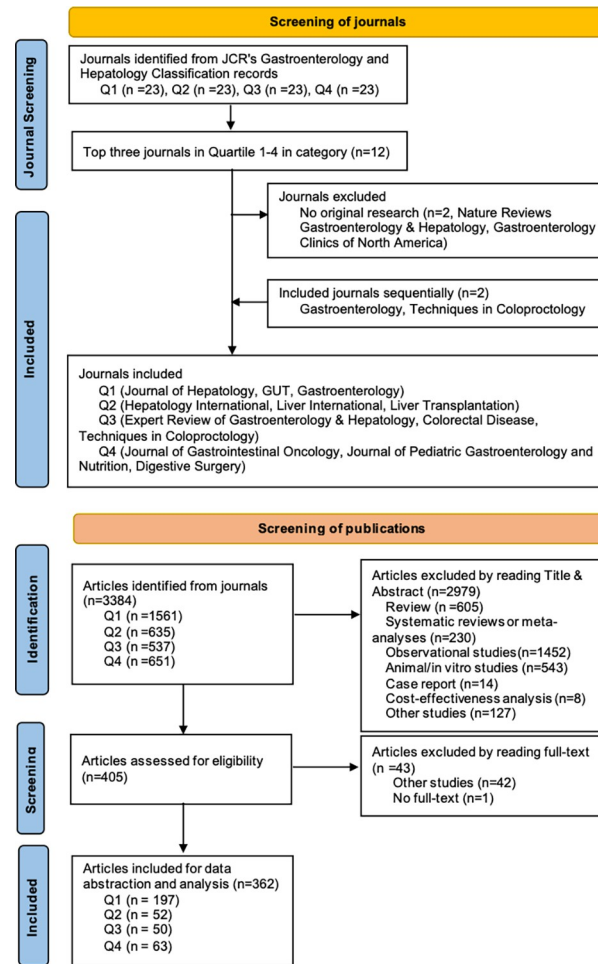 Screening of journals
Journal Screening
Journals identified from JCR's Gastroenterology and
Hepatology Classification records
Q1 (n =23), Q2 (n =23), Q3 (n =23), Q4 (n =23)
Top three journals in Quartile 1-4 in category (n=12)
Included
Journals excluded
No original research (n=2, Nature Reviews
Gastroenterology & Hepatology, Gastroenterology
Clinics of North America)
Included journals sequentially (n=2)
Gastroenterology, Techniques in Coloproctology
Journals included
Q1 (Journal of Hepatology, GUT, Gastroenterology)
Q2 (Hepatology International, Liver International, Liver Transplantation)
Q3 (Expert Review of Gastroenterology & Hepatology, Colorectal Disease,
Techniques in Coloproctology)
Q4 (Journal of Gastrointestinal Oncology, Journal of Pediatric Gastroenterology and
Nutrition, Digestive Surgery)
Screening of publications
Identification
Articles identified from journals
(n=3384)
Q1 (n =1561)
Q2 (n =635)
Q3 (n =537)
Q4 (n =651)
Articles excluded by reading Title &
Abstract (n=2979)
Review (n=605)
Systematic reviews or meta-
analyses (n=230)
Observational studies(n=1452)
Animal/in vitro studies(n=543)
Case report (n=14)
Cost-effectiveness analysis (n=8)
Other studies (n=127)
Screening
Articles assessed for eligibility
(n=405)
Articles excluded by reading full-text
(n =43)
Other studies (n=42)
No full-text (n=1)
Included
Articles included for data
abstraction and analysis (n=362)
Q1 (n = 197)
Q2 (n = 52)
Q3 (n = 50)
Q4 (n = 63)